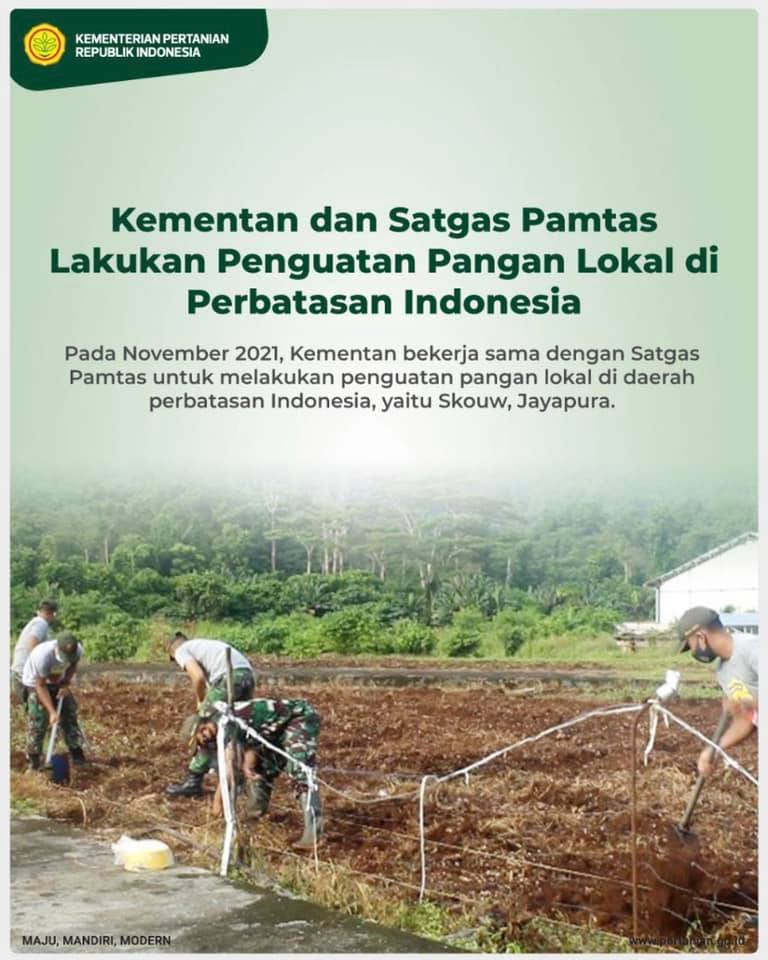 KEMENTERIAN PERTANIAN
REPUBLIK INDONESIA
Kementan dan Satgas Pamtas
Lakukan Penguatan Pangan Lokal di
Perbatasan Indonesia
Pada November 2021, Kementan bekerja sama dengan Satgas
Pamtas untuk melakukan penguatan pangan lokal di daerah
perbatasan Indonesia, yaitu Skouw, Jayapura.
MAJU, MANDIRI, MODERN
www.pertanian.go.id